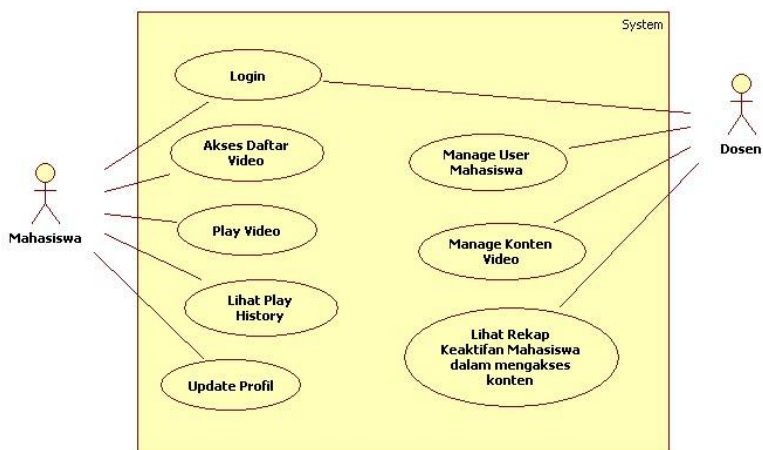 System
Login
Akses Daftar
Video
Play Video
Lihat Play
History
Update Profil
Manage User
Mahasiswa
Manage Konten
Video
Lihat Rekap
Keaktifan Mahasiswa
dalam mengakses
konten
Mahasiswa
Dosen